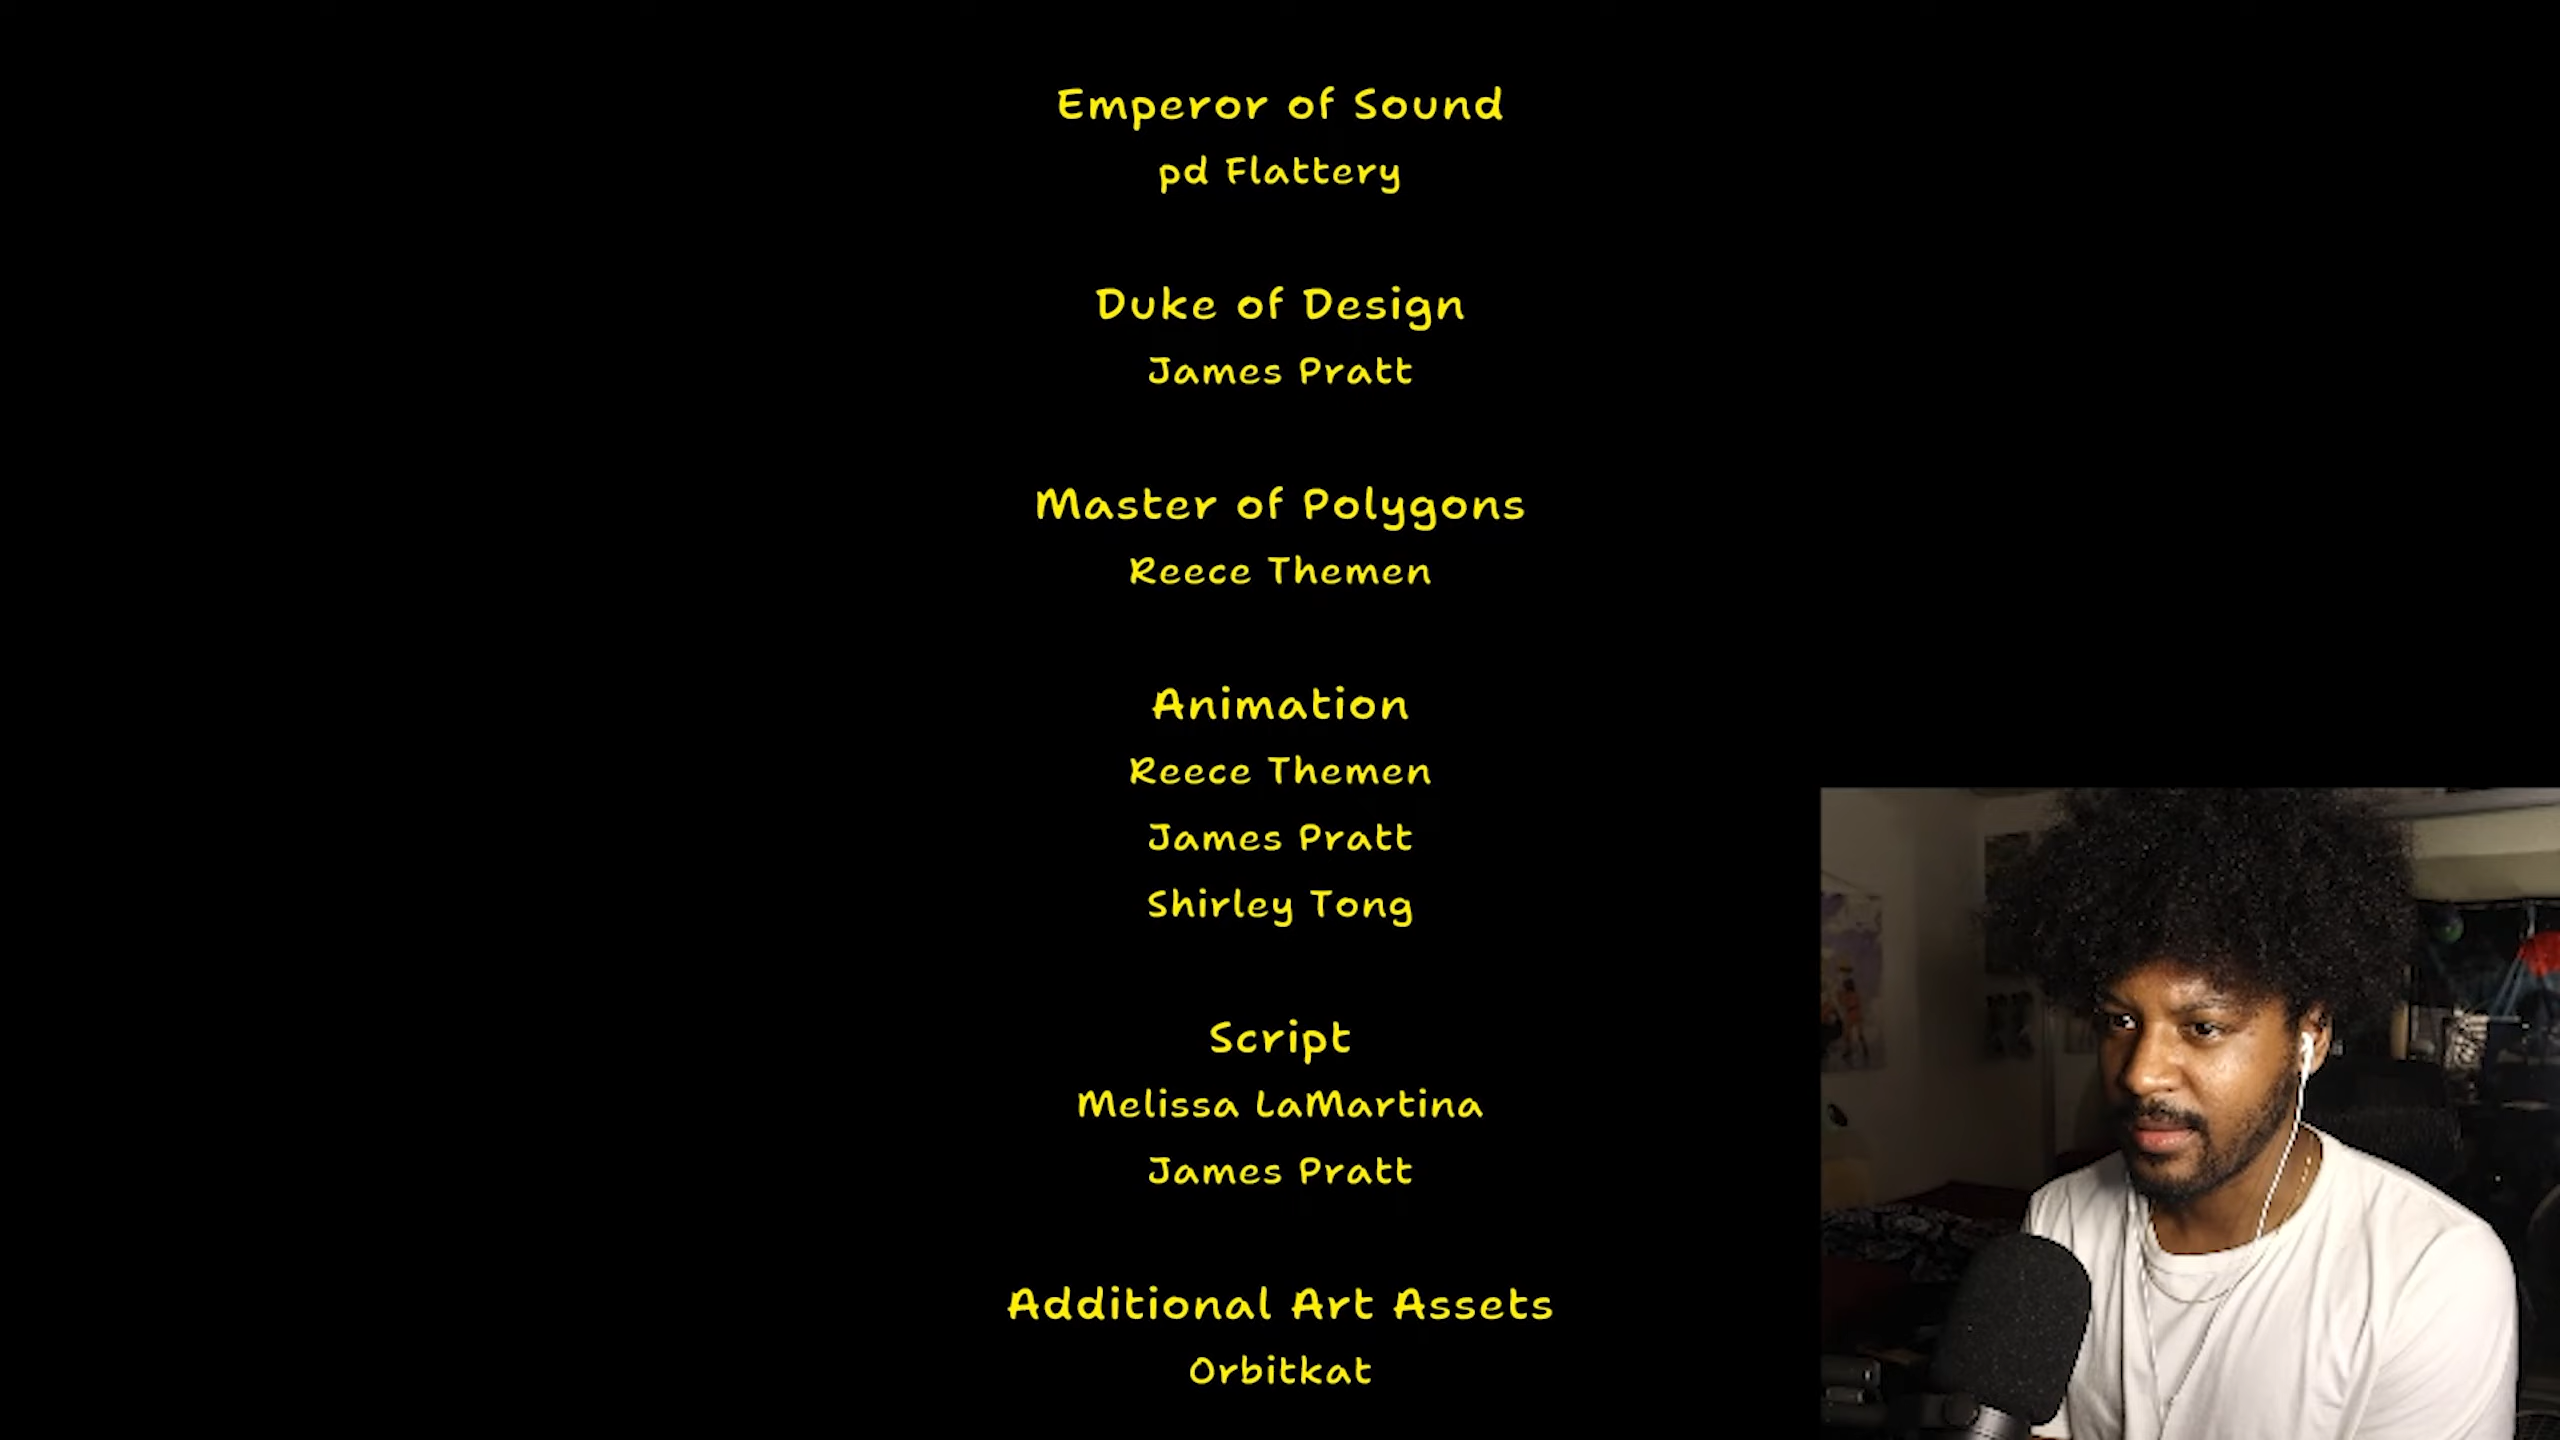 Emperor of Sound
pd Flattery
Duke of Design
James Pratt
Master of Polygons
Reece Themen
Animation
Reece Themen
James Pratt
Shirley Tong
Script
Melissa LaMartina
James Pratt
Additional Art Assets
Orbitkat